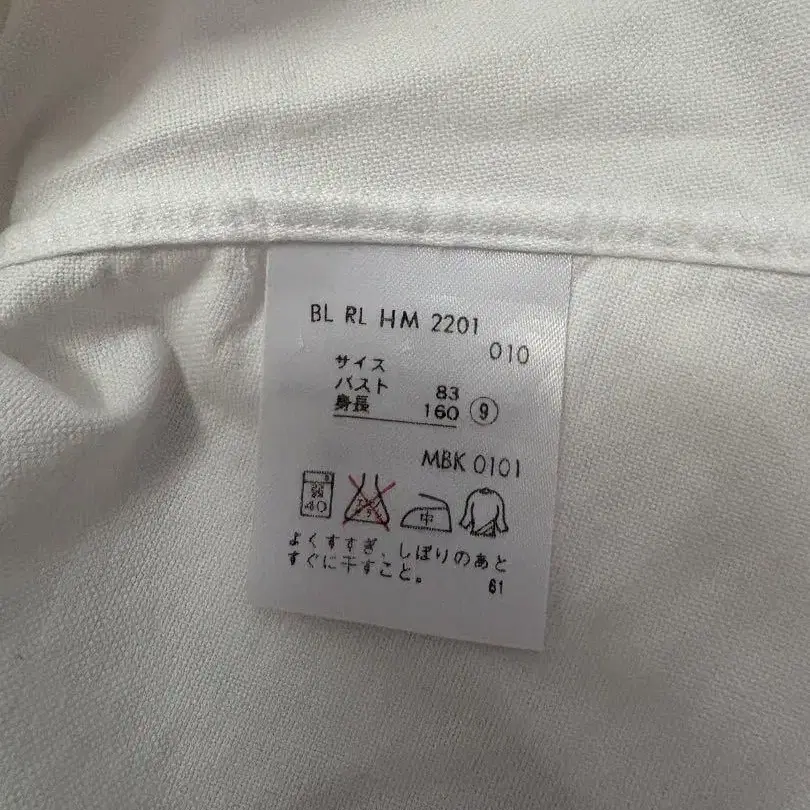 BL RL HM 2201
010
サイズ
バスト 83
身長 160 ⑨
MBK 0101
弱 40
中
よくすすぎ、しぼりのあと
すぐに干すこと。 61